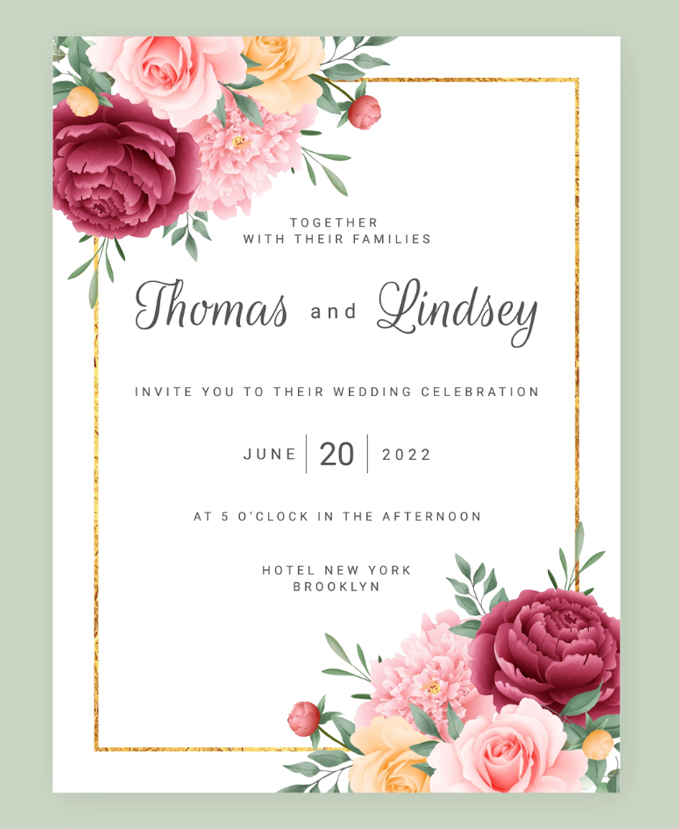 TOGETHER
WITH THEIR FAMILIES
Thomas and Lindsey
INVITE YOU TO THEIR WEDDING CELEBRATION
JUNE 20 2022
AT 5 O'CLOCK IN THE AFTERNOON
HOTEL NEW YORK
BROOKLYN